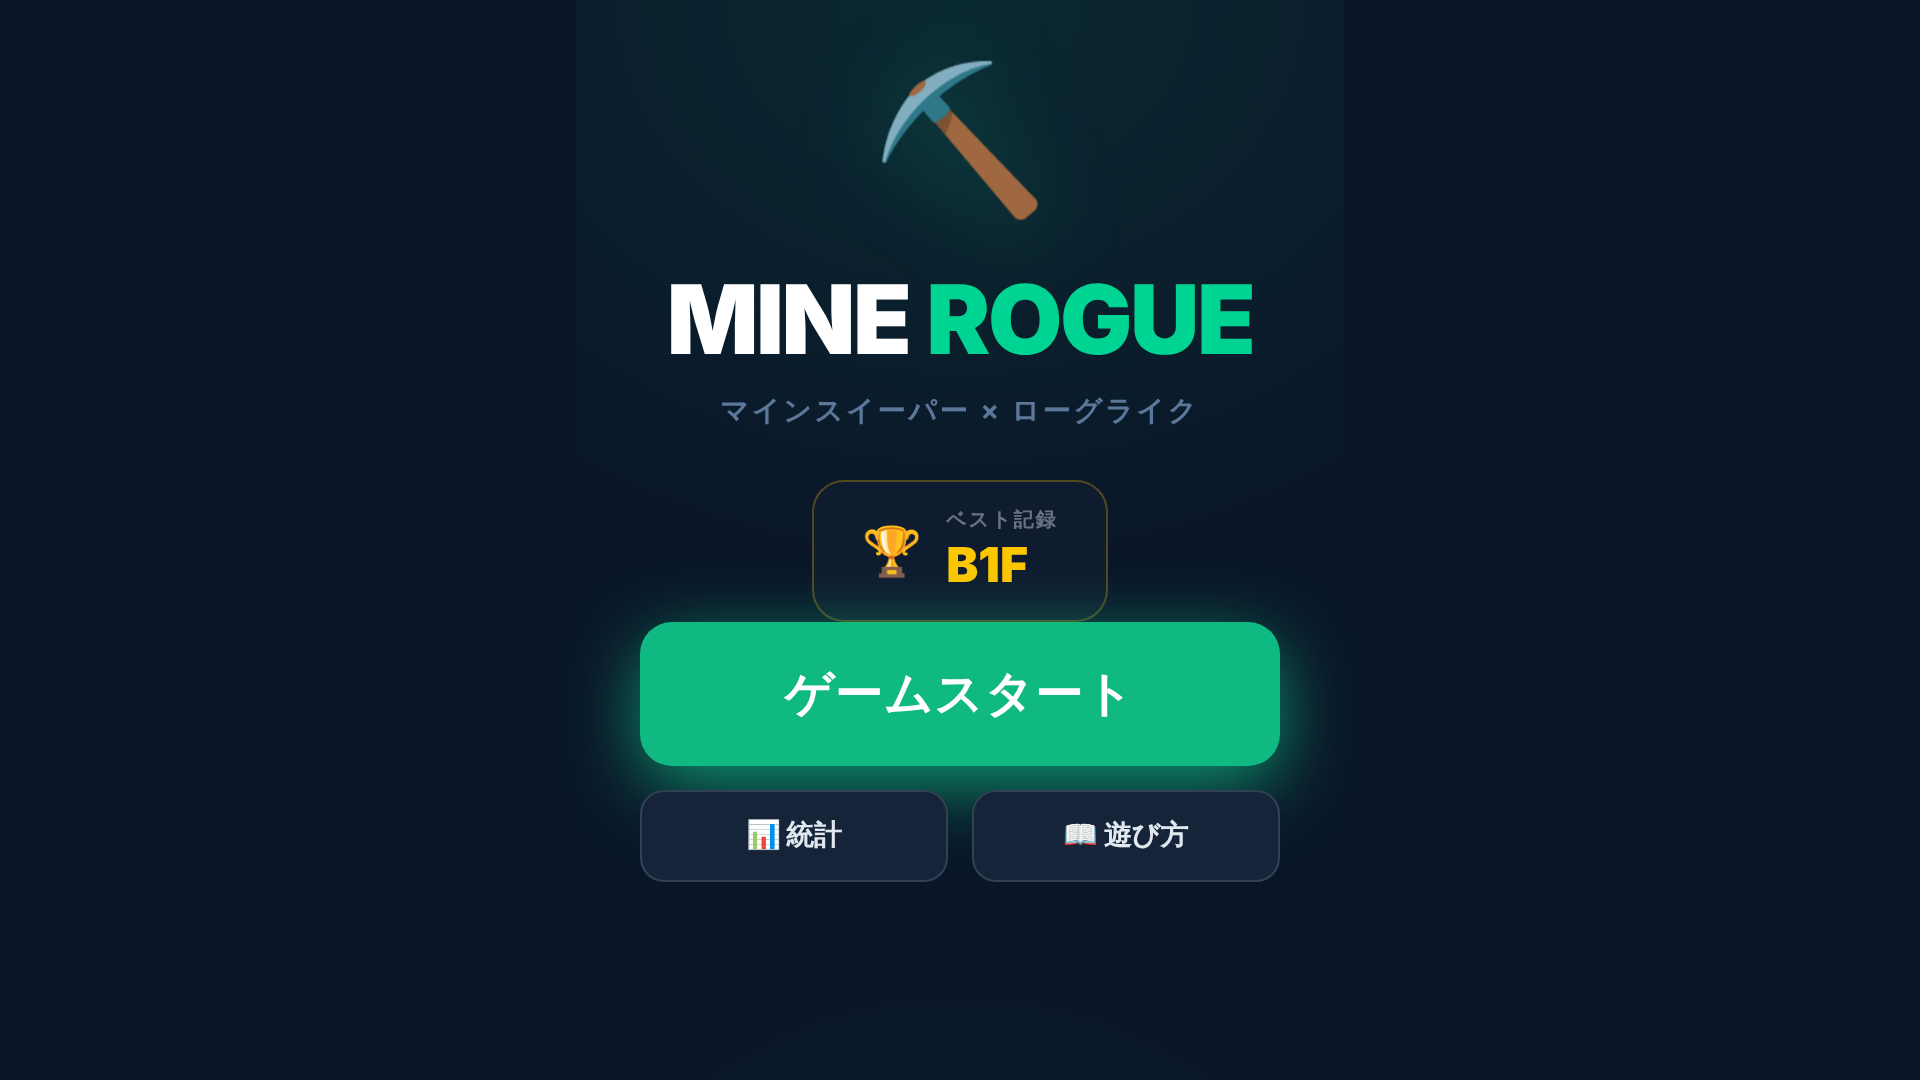 MINE ROGUE
マインスイーパー × ローグライク
ベスト記録
B1F
ゲームスタート
統計
遊び方